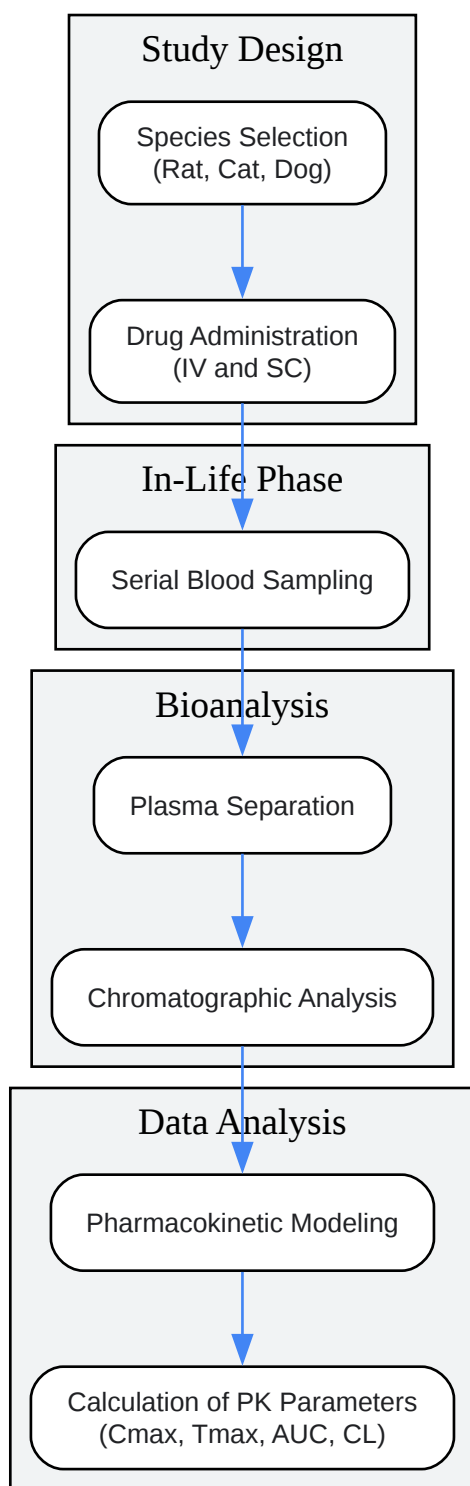 Study Design
Species Selection
(Rat, Cat, Dog)
Drug Administration
(IV and SC)
In-Life Phase
Serial Blood Sampling
Bioanalysis
Plasma Separation
Chromatographic Analysis
Data Analysis
Pharmacokinetic Modeling
Calculation of PK Parameters
(Cmax, Tmax, AUC, CL)